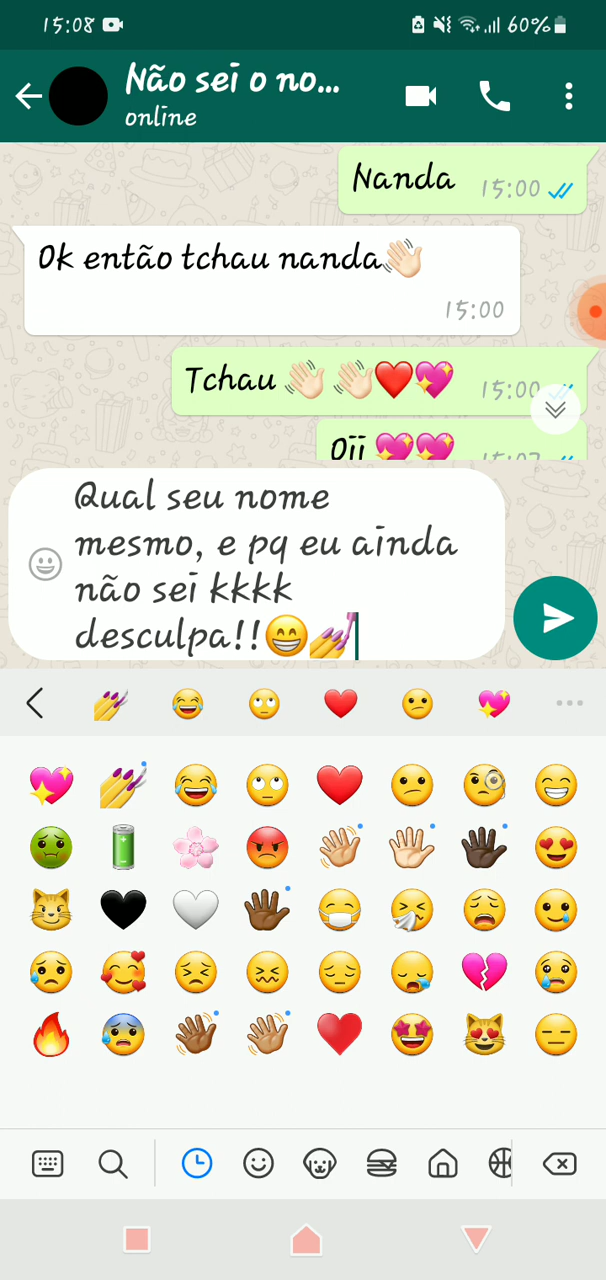 15:08 60%
Não sei o no...
online
Nanda 15:00
Ok então tchau nanda👋🏻
15:00
Tchau 👋🏻 👋🏻❤️💖 15:00
Oii 💖💖
Qual seu nome
mesmo, e pq eu ainda
não sei kkkk
desculpa!!😁💅